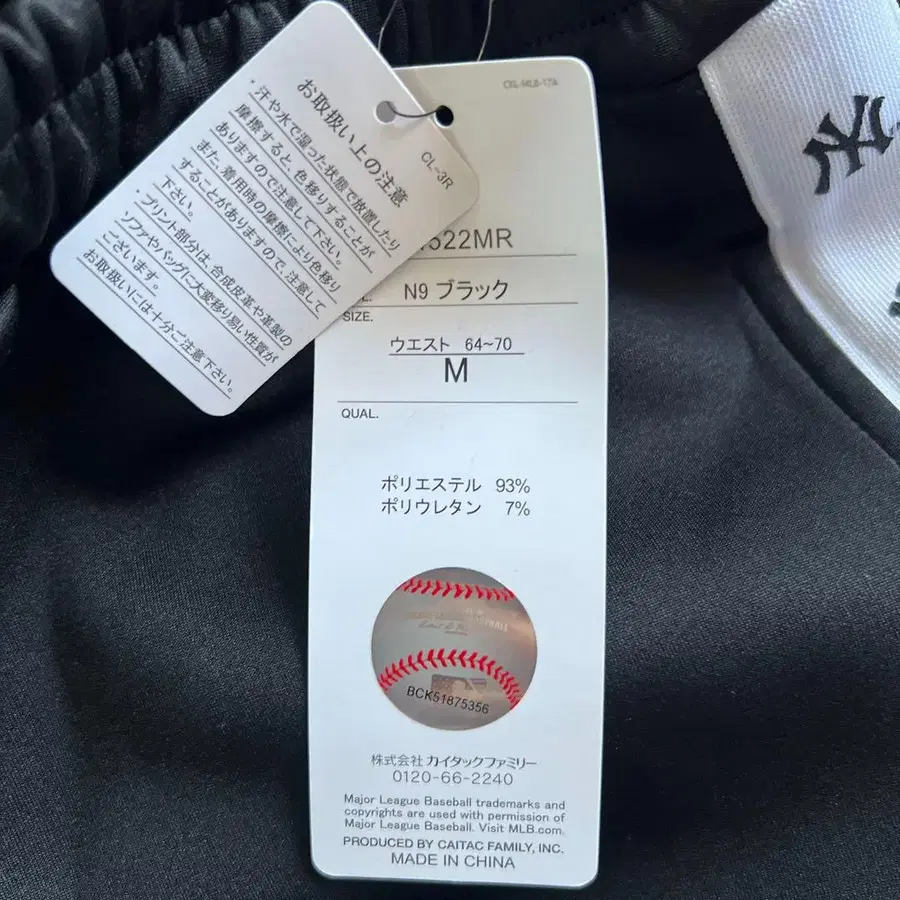 お取扱い上の注意
CL-3R
・汗や水で湿った状態で放置したり
摩擦すると、色移りすることが
ありますので注意して下さい。
また、着用時の摩擦により色移り
することがありますので、注意して
下さい。
・プリント部分は、合成皮革や革製の
ソファやバッグに大変移り易い性質が
ございます。
お取扱いには十分ご注意下さい。
CKL-MLB-17A
522MR
N9 ブラック
SIZE.
ウエスト 64~70
M
QUAL.
ポリエステル 93%
ポリウレタン 7%
BCK51875356
株式会社 カイタックファミリー
0120-66-2240
Major League Baseball trademarks and
copyrights are used with permission of
Major League Baseball. Visit MLB.com.
PRODUCED BY CAITAC FAMILY, INC.
MADE IN CHINA
NY